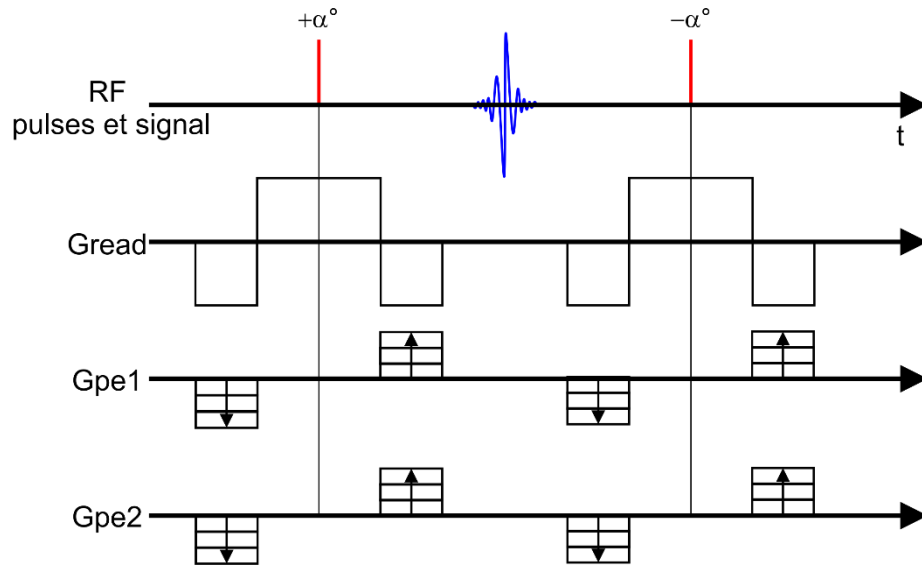 +α°
−α°
RF
pulses et signal
t
Gread
Gpe1
Gpe2